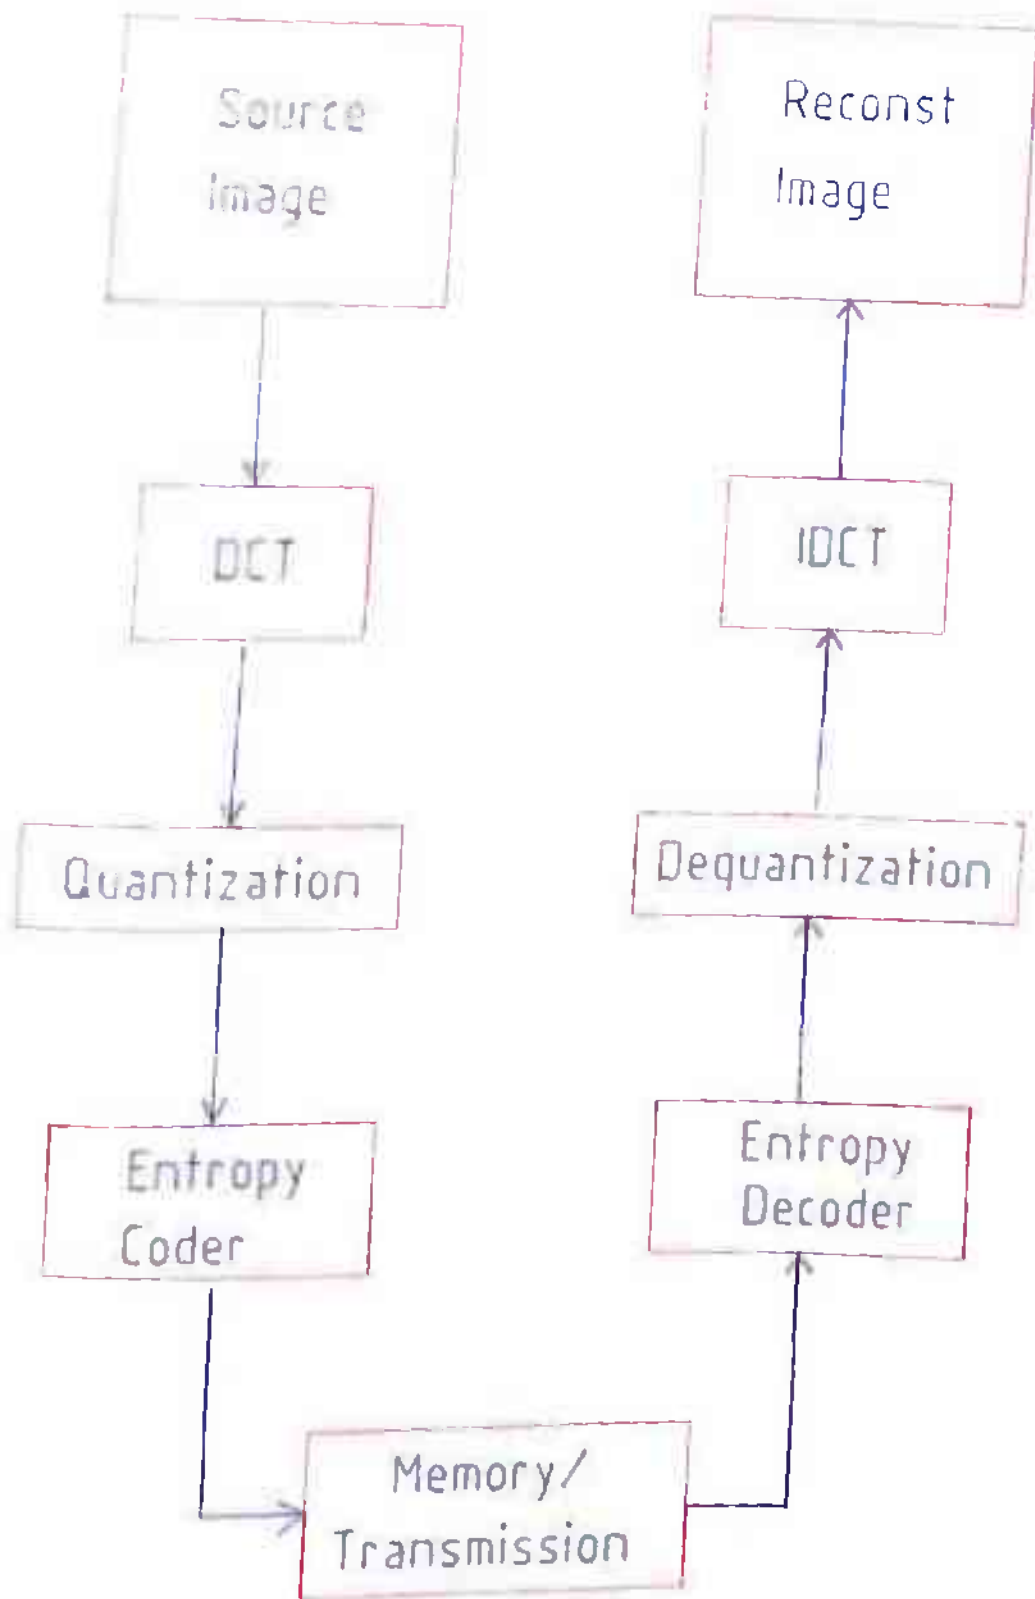 Source
Image
DCT
Quantization
Entropy
Coder
Memory/
Transmission
Entropy
Decoder
Dequantization
IDCT
Reconst
Image